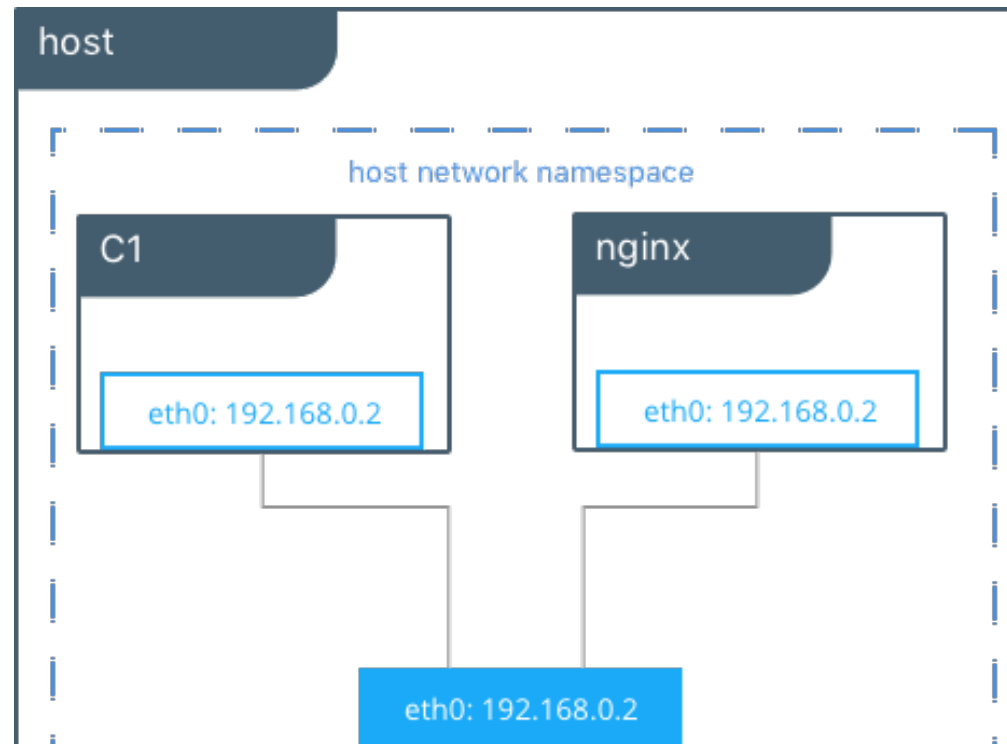 host
host network namespace
C1
nginx
eth0: 192.168.0.2
eth0: 192.168.0.2
eth0: 192.168.0.2